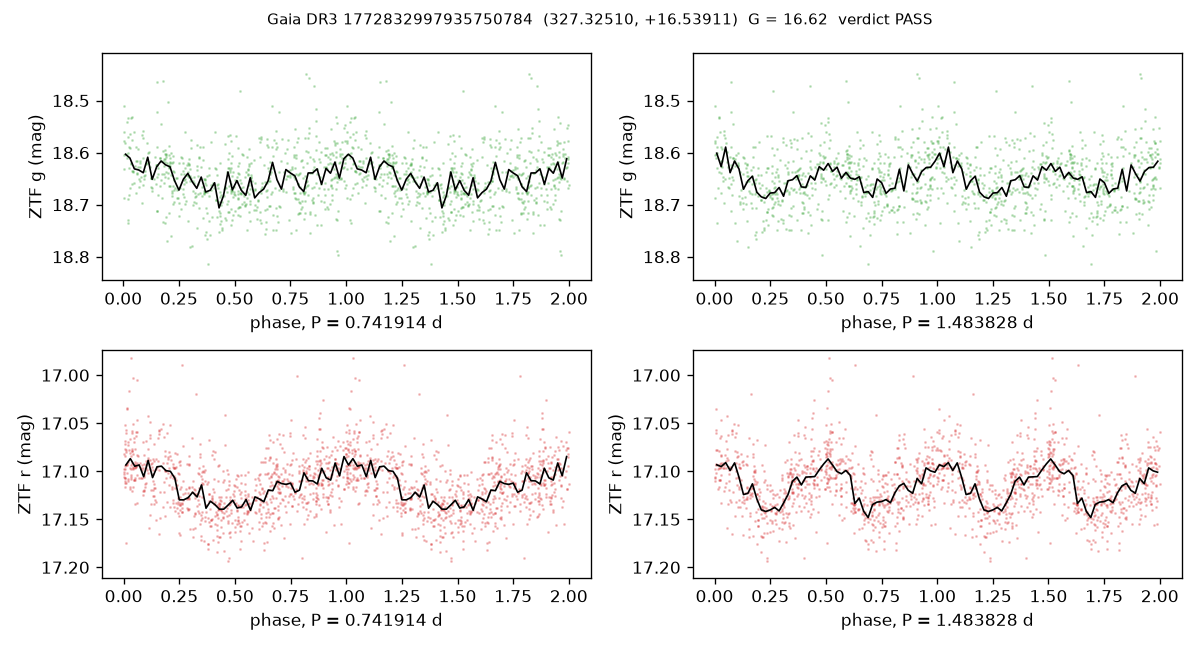 Gaia DR3 1772832997935750784  (327.32510, +16.53911)  G = 16.62  verdict PASS
ZTF g (mag)
18.5
18.6
18.7
18.8
0.00 0.25 0.50 0.75 1.00 1.25 1.50 1.75 2.00
phase, P = 0.741914 d
ZTF g (mag)
18.5
18.6
18.7
18.8
0.00 0.25 0.50 0.75 1.00 1.25 1.50 1.75 2.00
phase, P = 1.483828 d
ZTF r (mag)
17.00
17.05
17.10
17.15
17.20
0.00 0.25 0.50 0.75 1.00 1.25 1.50 1.75 2.00
phase, P = 0.741914 d
ZTF r (mag)
17.00
17.05
17.10
17.15
17.20
0.00 0.25 0.50 0.75 1.00 1.25 1.50 1.75 2.00
phase, P = 1.483828 d